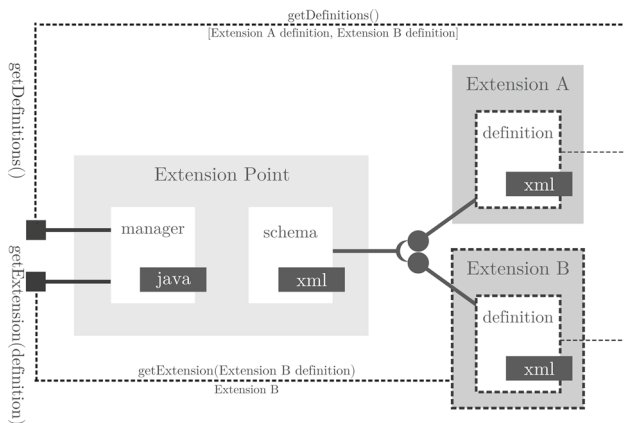 getDefinitions()
[Extension A definition, Extension B definition]
getDefinitions()
Extension A
definition
xml
Extension Point
manager
java
schema
xml
getExtension(definition)
Extension B
definition
xml
getExtension(Extension B definition)
Extension B